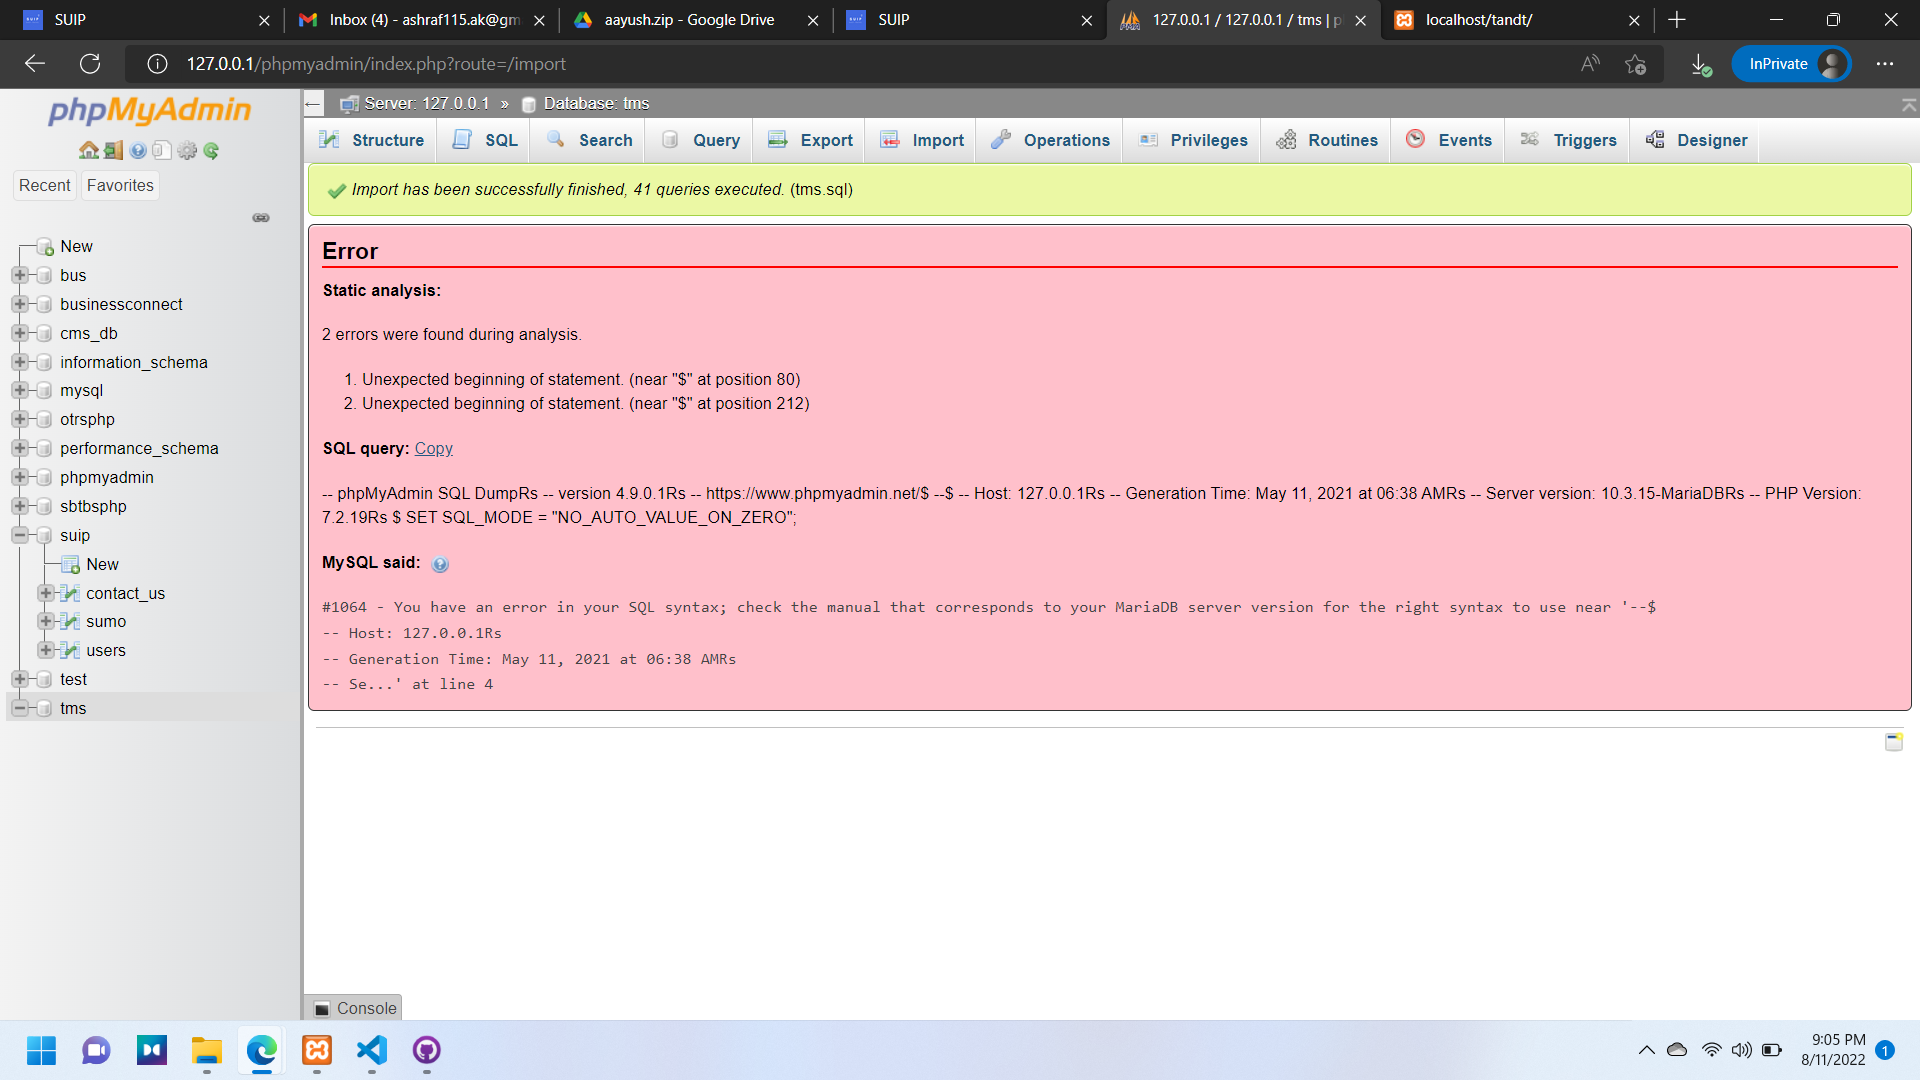 SUIP
Inbox (4) - ashraf115.ak@gm
aayush.zip - Google Drive
SUIP
127.0.0.1 / 127.0.0.1 / tms | p
localhost/tandt/
127.0.0.1/phpmyadmin/index.php?route=/import
InPrivate
phpMyAdmin
Recent
Favorites
New
bus
businessconnect
cms_db
information_schema
mysql
otrsphp
performance_schema
phpmyadmin
sbtbsphp
suip
New
contact_us
sumo
users
test
tms
Server: 127.0.0.1 » Database: tms
Structure
SQL
Search
Query
Export
Import
Operations
Privileges
Routines
Events
Triggers
Designer
Import has been successfully finished, 41 queries executed. (tms.sql)
Error
Static analysis:
2 errors were found during analysis.
1. Unexpected beginning of statement. (near "$" at position 80)
2. Unexpected beginning of statement. (near "$" at position 212)
SQL query: Copy
-- phpMyAdmin SQL DumpRs -- version 4.9.0.1Rs -- https://www.phpmyadmin.net/$ --$ -- Host: 127.0.0.1Rs -- Generation Time: May 11, 2021 at 06:38 AMRs -- Server version: 10.3.15-MariaDBRs -- PHP Version:
7.2.19Rs $ SET SQL_MODE = "NO_AUTO_VALUE_ON_ZERO";
MySQL said:
#1064 - You have an error in your SQL syntax; check the manual that corresponds to your MariaDB server version for the right syntax to use near '--$
-- Host: 127.0.0.1Rs
-- Generation Time: May 11, 2021 at 06:38 AMRs
-- Se...' at line 4
Console
9:05 PM
8/11/2022
1